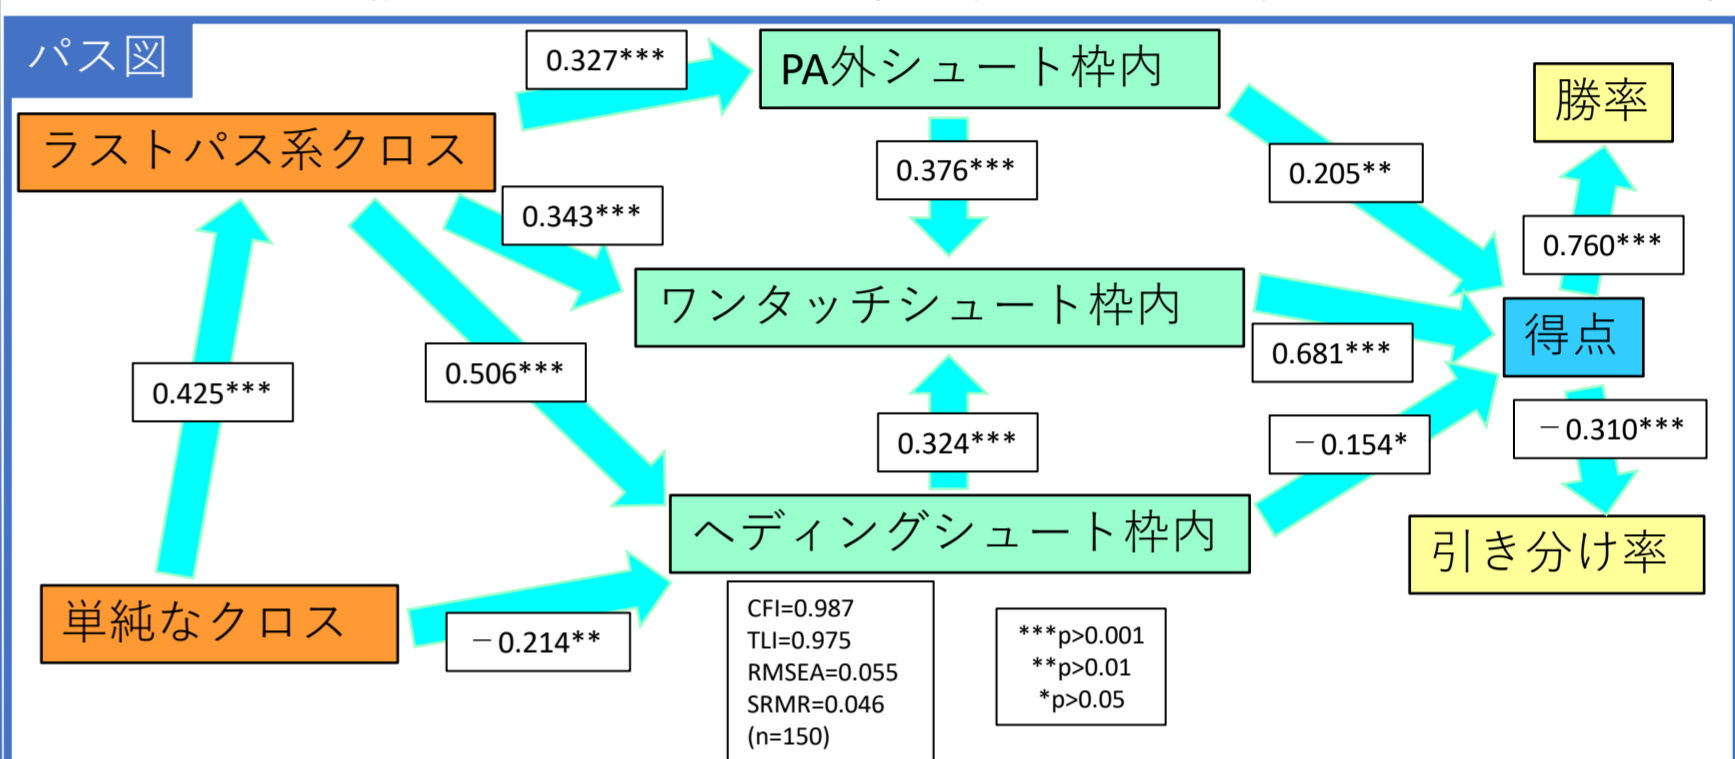 パス図
0.327***
PA外シュート枠内
勝率
ラストパス系クロス
0.376***
0.205**
0.343***
0.760***
ワンタッチシュート枠内
得点
0.681***
0.425***
0.506***
0.324***
－0.154*
－0.310***
ヘディングシュート枠内
引き分け率
単純なクロス
－0.214**
CFI=0.987
TLI=0.975
RMSEA=0.055
SRMR=0.046
(n=150)
***p>0.001
**p>0.01
*p>0.05